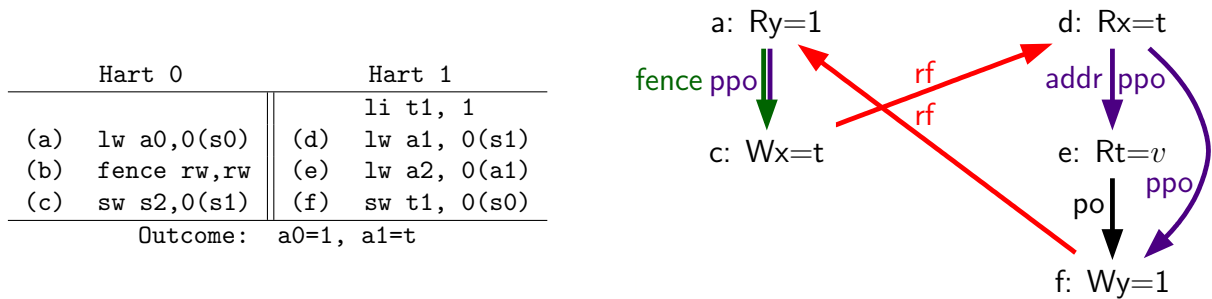 Hart 0 Hart 1
li t1, 1
(a) lw a0,0(s0) (d) lw a1, 0(s1)
(b) fence rw,rw (e) lw a2, 0(a1)
(c) sw s2,0(s1) (f) sw t1, 0(s0)
Outcome: a0=1, a1=t
a: Ry=1 d: Rx=t
fence ppo rf addr ppo
rf
c: Wx=t e: Rt=v
ppo
po
f: Wy=1